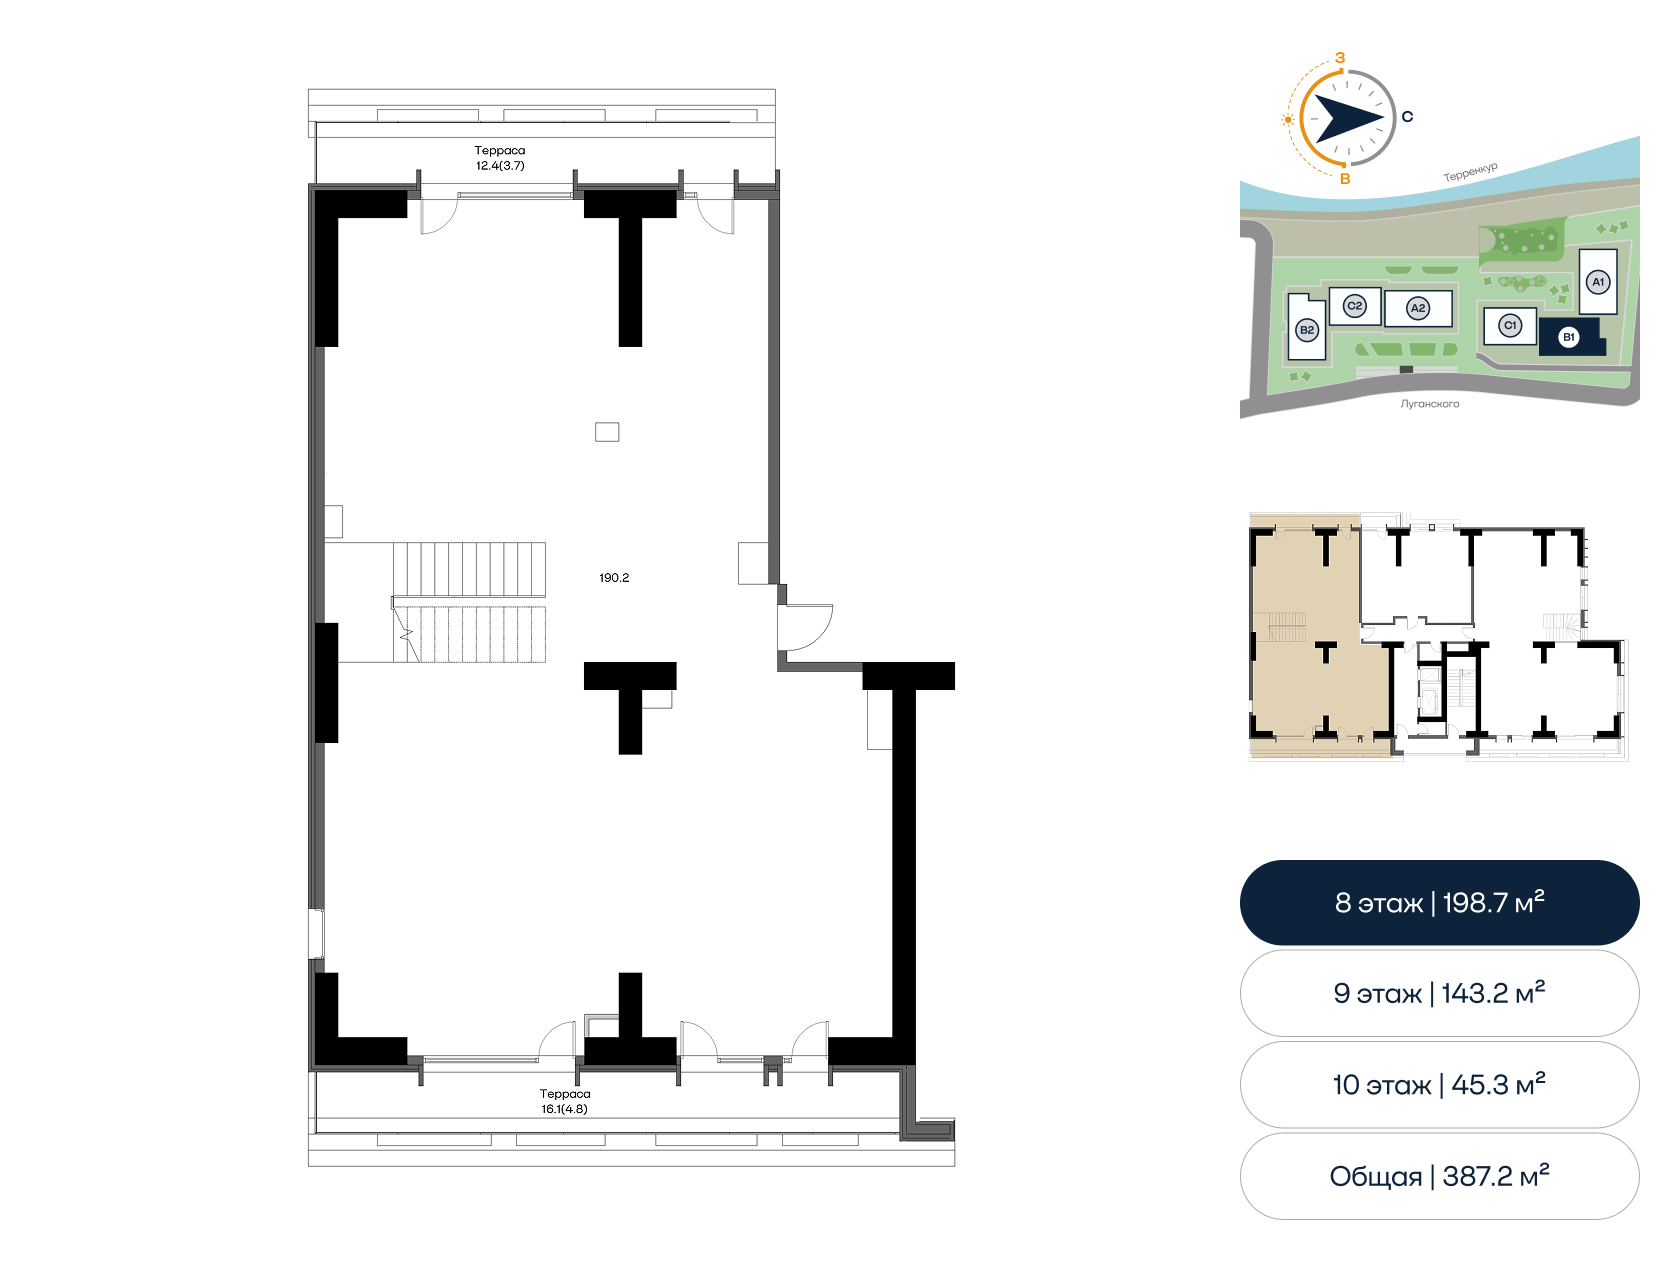 Терраса
12.4(3.7)
190.2
Терраса
16.1(4.8)
З
С
В
Терренкур
A1
C2
A2
B2
C1
B1
Луганского
8 этаж | 198.7 м²
9 этаж | 143.2 м²
10 этаж | 45.3 м²
Общая | 387.2 м²